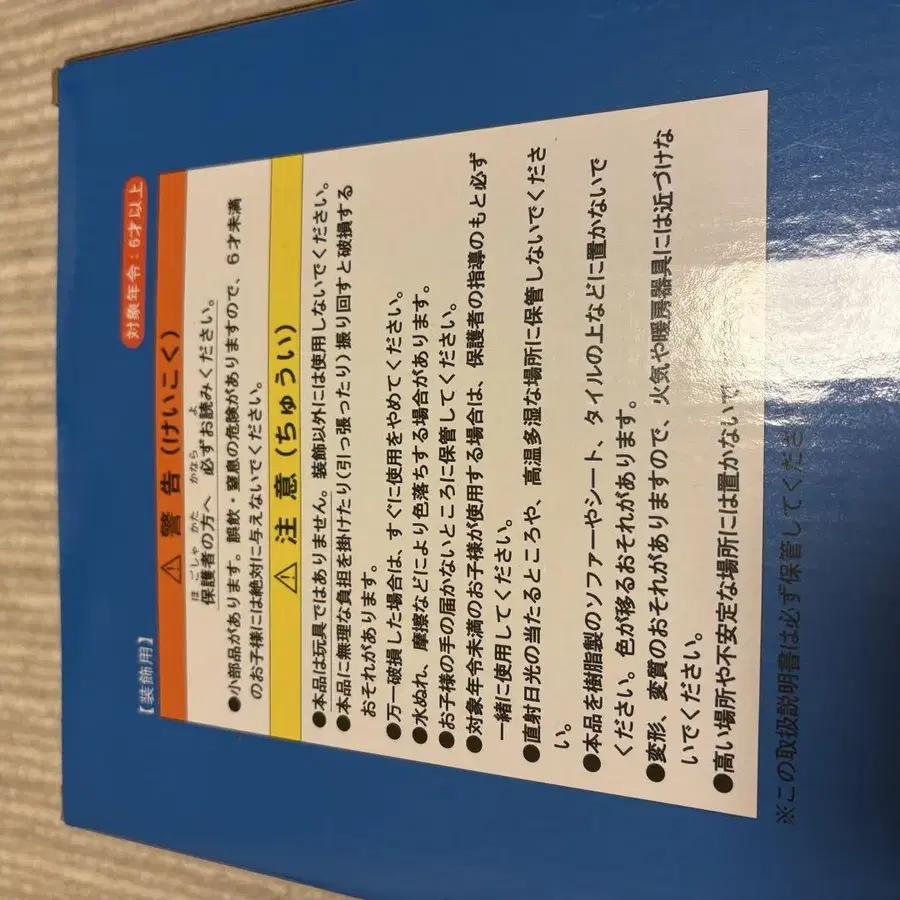 【装飾用】
対象年令：6才以上
⚠ 警告(けいこく)
ほごしゃ かた かなら よ
保護者の方へ 必ずお読みください。
●小部品があります。誤飲・窒息の危険がありますので、6才未満
のお子様には絶対に与えないでください。
⚠ 注意(ちゅうい)
●本品は玩具ではありません。装飾以外には使用しないでください。
●本品に無理な負担を掛けたり(引っ張ったり)振り回すと破損する
おそれがあります。
●万一破損した場合は、すぐに使用をやめてください。
●水ぬれ、摩擦などにより色落ちする場合があります。
●お子様の手の届かないところに保管してください。
●対象年令未満のお子様が使用する場合は、保護者の指導のもと必ず
一緒に使用してください。
●直射日光の当たるところや、高温多湿な場所に保管しないでくださ
い。
●本品を樹脂製のソファーやシート、タイルの上などに置かないで
ください。色が移るおそれがあります。
●変形、変質のおそれがありますので、火気や暖房器具には近づけな
いでください。
●高い場所や不安定な場所には置かないで
※この取扱説明書は必ず保管してくださ